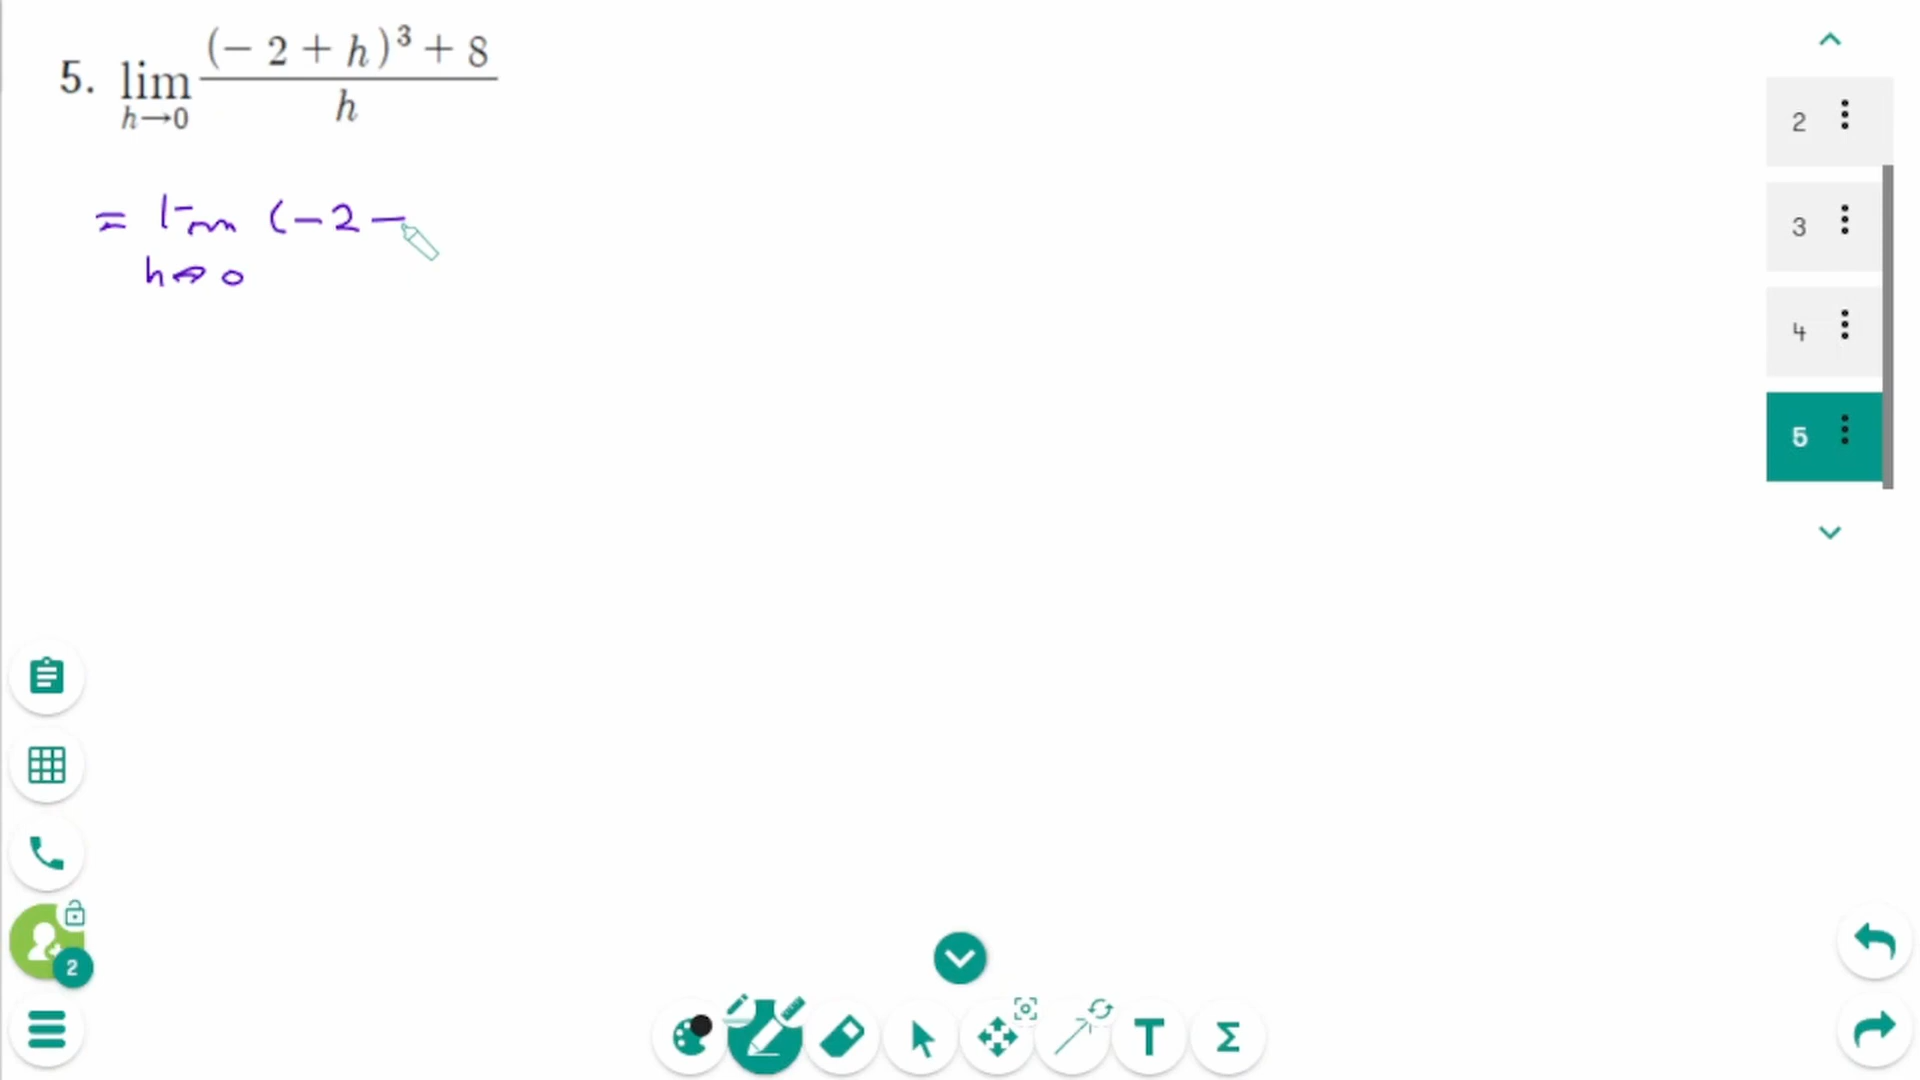 5. lim h→0 ((− 2 + h)³ + 8)/h
= lim (-2 -
h→0
2
3
4
5
2
T
Σ